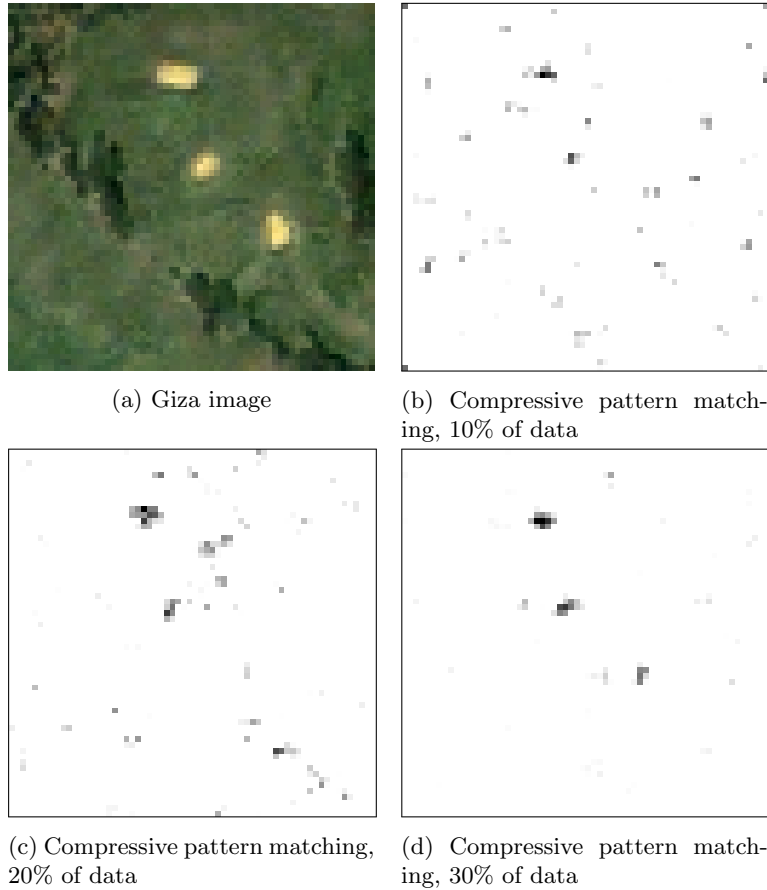 (a) Giza image
(b) Compressive pattern match-
ing, 10% of data
(c) Compressive pattern matching,
20% of data
(d) Compressive pattern match-
ing, 30% of data